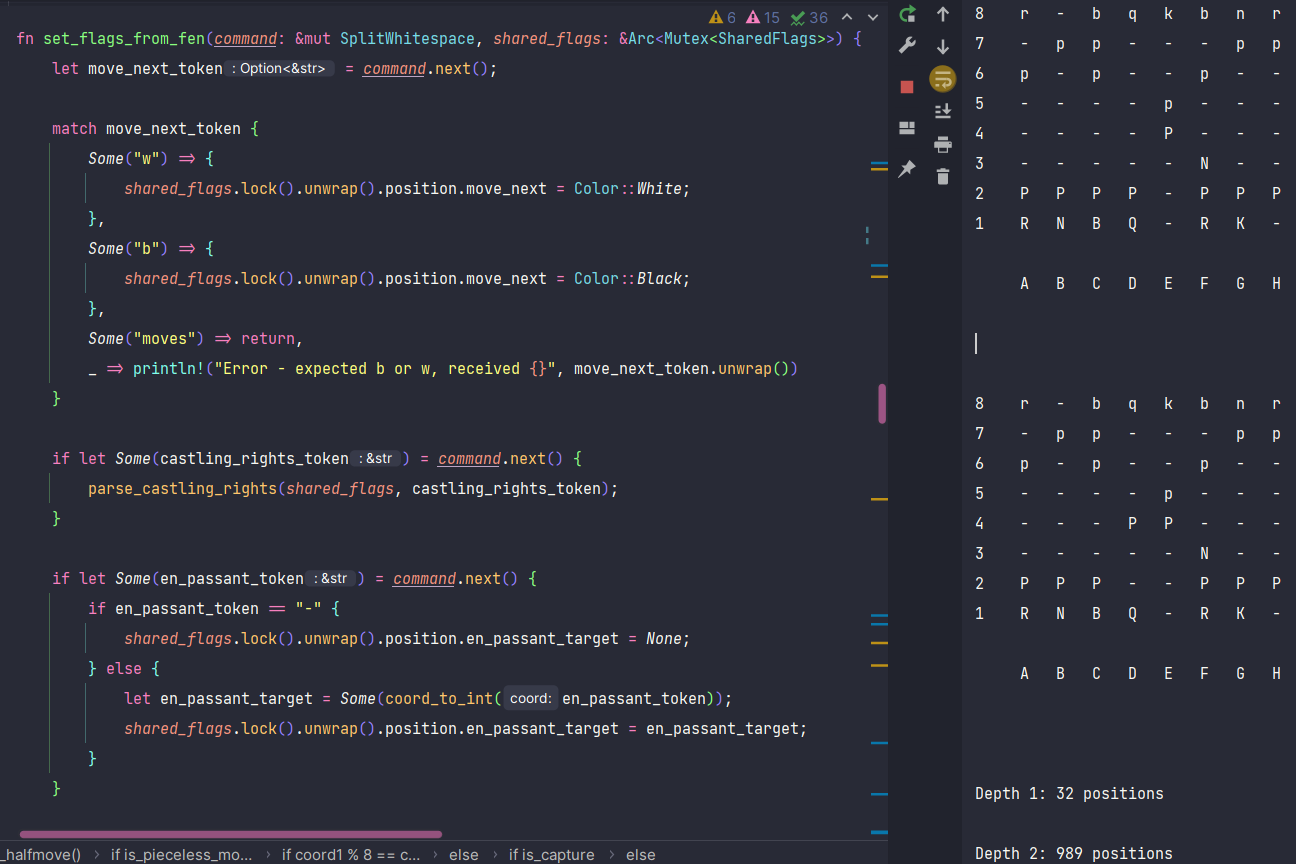 6 15 36
fn set_flags_from_fen(command: &mut SplitWhitespace, shared_flags: &Arc<Mutex<SharedFlags>>) {
let move_next_token : Option<&str> = command.next();
match move_next_token {
Some("w") => {
shared_flags.lock().unwrap().position.move_next = Color::White;
},
Some("b") => {
shared_flags.lock().unwrap().position.move_next = Color::Black;
},
Some("moves") => return,
_ => println!("Error - expected b or w, received {}", move_next_token.unwrap())
}
if let Some(castling_rights_token : &str) = command.next() {
parse_castling_rights(shared_flags, castling_rights_token);
}
if let Some(en_passant_token : &str) = command.next() {
if en_passant_token == "-" {
shared_flags.lock().unwrap().position.en_passant_target = None;
} else {
let en_passant_target = Some(coord_to_int( coord: en_passant_token));
shared_flags.lock().unwrap().position.en_passant_target = en_passant_target;
}
}
_halfmove() › if is_pieceless_mo... › if coord1 % 8 == c... › else › if is_capture › else
8 r - b q k b n r
7 - p p - - - p p
6 p - p - - p - -
5 - - - - p - - -
4 - - - - P - - -
3 - - - - - N - -
2 P P P P - P P P
1 R N B Q - R K -
A B C D E F G H
8 r - b q k b n r
7 - p p - - - p p
6 p - p - - p - -
5 - - - - p - - -
4 - - - P P - - -
3 - - - - - N - -
2 P P P - - P P P
1 R N B Q - R K -
A B C D E F G H
Depth 1: 32 positions
Depth 2: 989 positions